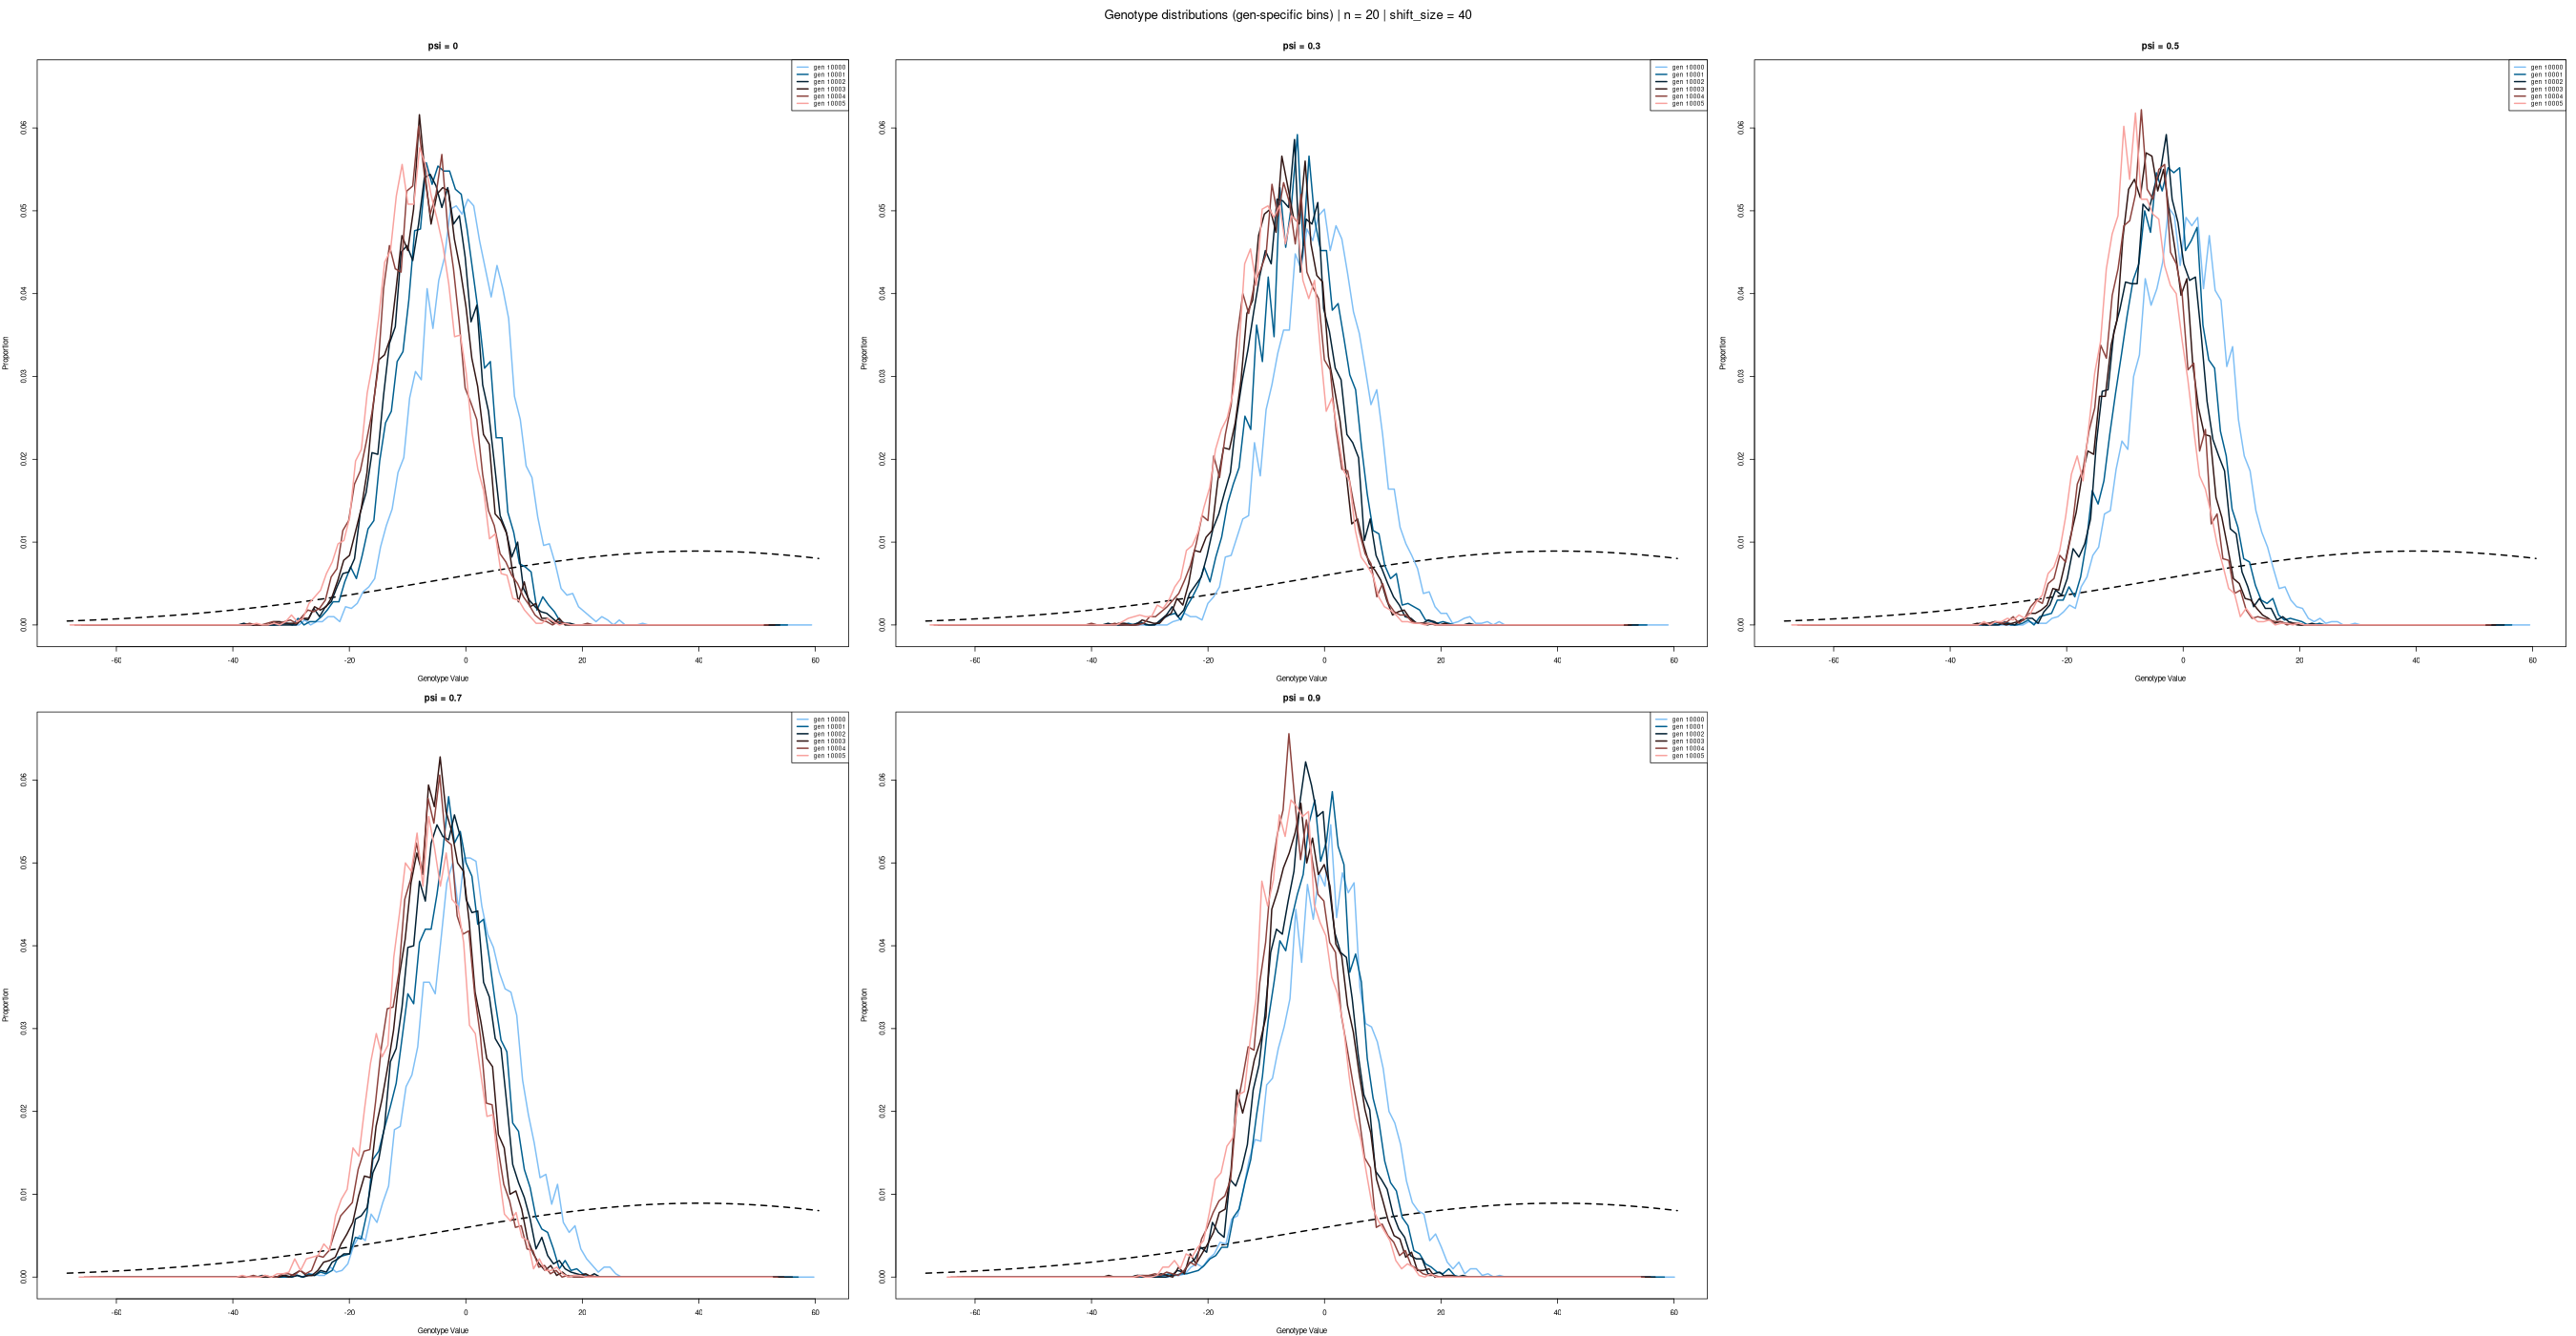 Genotype distributions (gen-specific bins) | n = 20 | shift_size = 40
psi = 0
gen 10000
gen 10001
gen 10002
gen 10003
gen 10004
gen 10005
Proportion
0.06
0.05
0.04
0.03
0.02
0.01
0.00
-60 -40 -20 0 20 40 60
Genotype Value
psi = 0.3
gen 10000
gen 10001
gen 10002
gen 10003
gen 10004
gen 10005
Proportion
0.06
0.05
0.04
0.03
0.02
0.01
0.00
-60 -40 -20 0 20 40 60
Genotype Value
psi = 0.5
gen 10000
gen 10001
gen 10002
gen 10003
gen 10004
gen 10005
Proportion
0.06
0.05
0.04
0.03
0.02
0.01
0.00
-60 -40 -20 0 20 40 60
Genotype Value
psi = 0.7
gen 10000
gen 10001
gen 10002
gen 10003
gen 10004
gen 10005
Proportion
0.06
0.05
0.04
0.03
0.02
0.01
0.00
-60 -40 -20 0 20 40 60
Genotype Value
psi = 0.9
gen 10000
gen 10001
gen 10002
gen 10003
gen 10004
gen 10005
Proportion
0.06
0.05
0.04
0.03
0.02
0.01
0.00
-60 -40 -20 0 20 40 60
Genotype Value